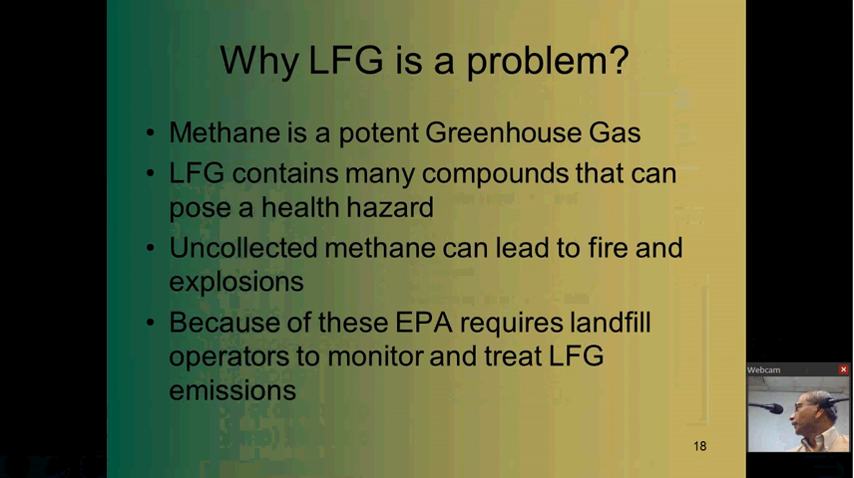 Why LFG is a problem?
• Methane is a potent Greenhouse Gas
• LFG contains many compounds that can
pose a health hazard
• Uncollected methane can lead to fire and
explosions
• Because of these EPA requires landfill
operators to monitor and treat LFG
emissions
18
Webcam